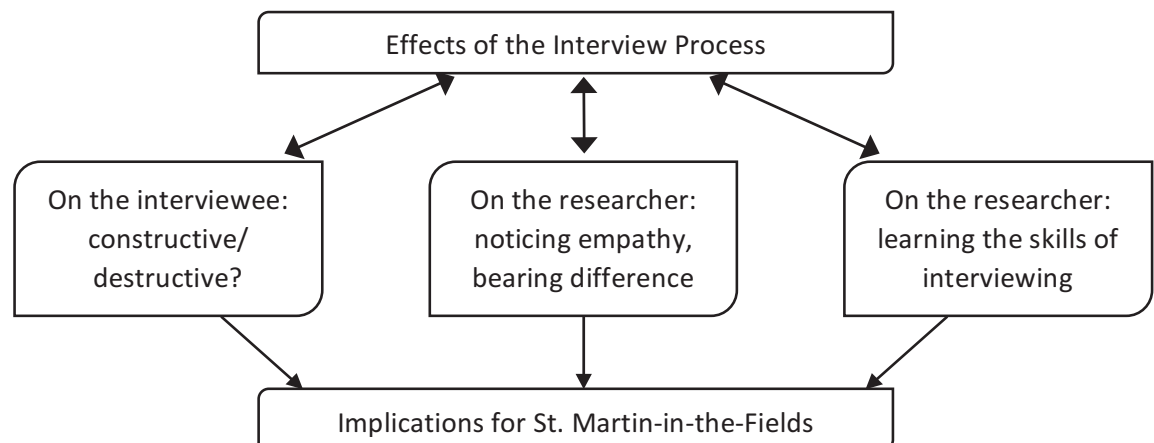 Effects of the Interview Process
On the interviewee:
constructive/
destructive?
On the researcher:
noticing empathy,
bearing difference
On the researcher:
learning the skills of
interviewing
Implications for St. Martin-in-the-Fields